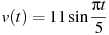 v(t) = 11 sin πt/5